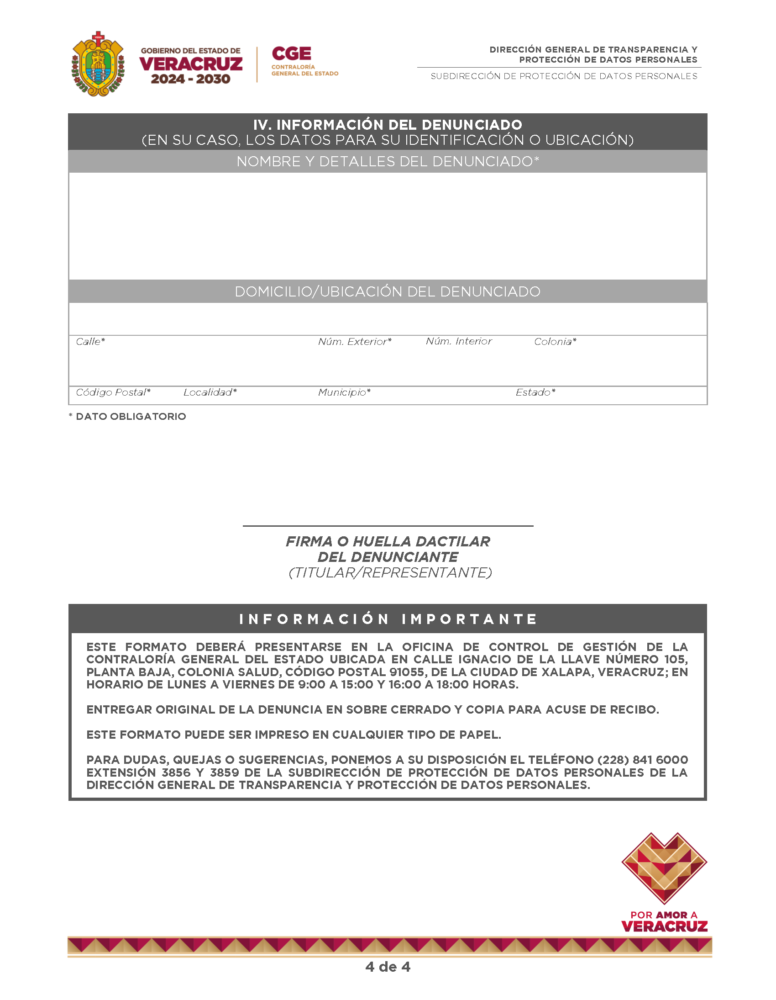 VERA
GOBIERNO DEL ESTADO DE
VERACRUZ
2024 - 2030
CGE
CONTRALORÍA
GENERAL DEL ESTADO
DIRECCIÓN GENERAL DE TRANSPARENCIA Y
PROTECCIÓN DE DATOS PERSONALES
SUBDIRECCIÓN DE PROTECCIÓN DE DATOS PERSONALES
IV. INFORMACIÓN DEL DENUNCIADO
(EN SU CASO, LOS DATOS PARA SU IDENTIFICACIÓN O UBICACIÓN)
NOMBRE Y DETALLES DEL DENUNCIADO*
DOMICILIO/UBICACIÓN DEL DENUNCIADO
Calle* Núm. Exterior* Núm. Interior Colonia*
Código Postal* Localidad* Municipio* Estado*
* DATO OBLIGATORIO
FIRMA O HUELLA DACTILAR
DEL DENUNCIANTE
(TITULAR/REPRESENTANTE)
INFORMACIÓN IMPORTANTE
ESTE FORMATO DEBERÁ PRESENTARSE EN LA OFICINA DE CONTROL DE GESTIÓN DE LA
CONTRALORÍA GENERAL DEL ESTADO UBICADA EN CALLE IGNACIO DE LA LLAVE NÚMERO 105,
PLANTA BAJA, COLONIA SALUD, CÓDIGO POSTAL 91055, DE LA CIUDAD DE XALAPA, VERACRUZ; EN
HORARIO DE LUNES A VIERNES DE 9:00 A 15:00 Y 16:00 A 18:00 HORAS.
ENTREGAR ORIGINAL DE LA DENUNCIA EN SOBRE CERRADO Y COPIA PARA ACUSE DE RECIBO.
ESTE FORMATO PUEDE SER IMPRESO EN CUALQUIER TIPO DE PAPEL.
PARA DUDAS, QUEJAS O SUGERENCIAS, PONEMOS A SU DISPOSICIÓN EL TELÉFONO (228) 841 6000
EXTENSIÓN 3856 Y 3859 DE LA SUBDIRECCIÓN DE PROTECCIÓN DE DATOS PERSONALES DE LA
DIRECCIÓN GENERAL DE TRANSPARENCIA Y PROTECCIÓN DE DATOS PERSONALES.
POR AMOR A
VERACRUZ
4 de 4